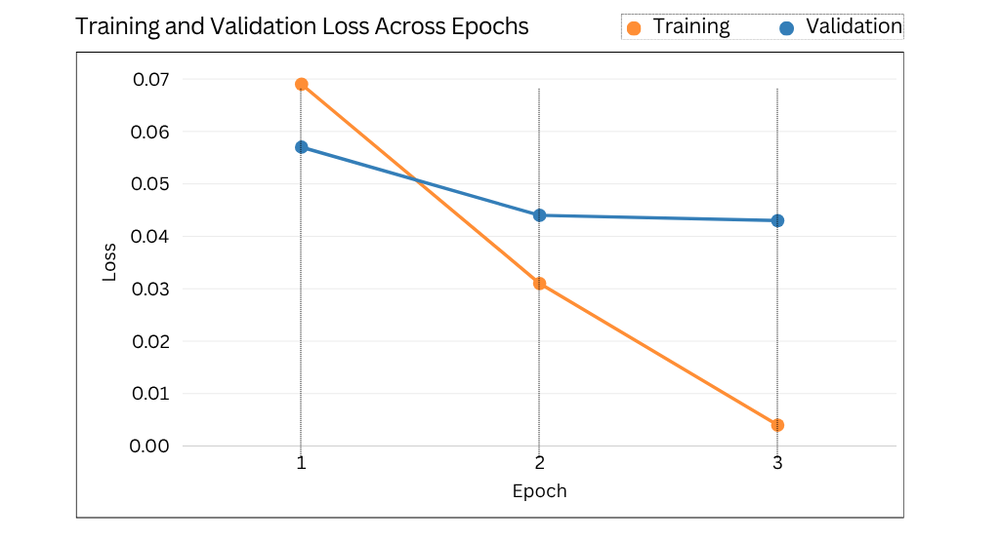 Training and Validation Loss Across Epochs
Training
Validation
0.07
0.06
0.05
0.04
0.03
0.02
0.01
0.00
Loss
1
2
3
Epoch